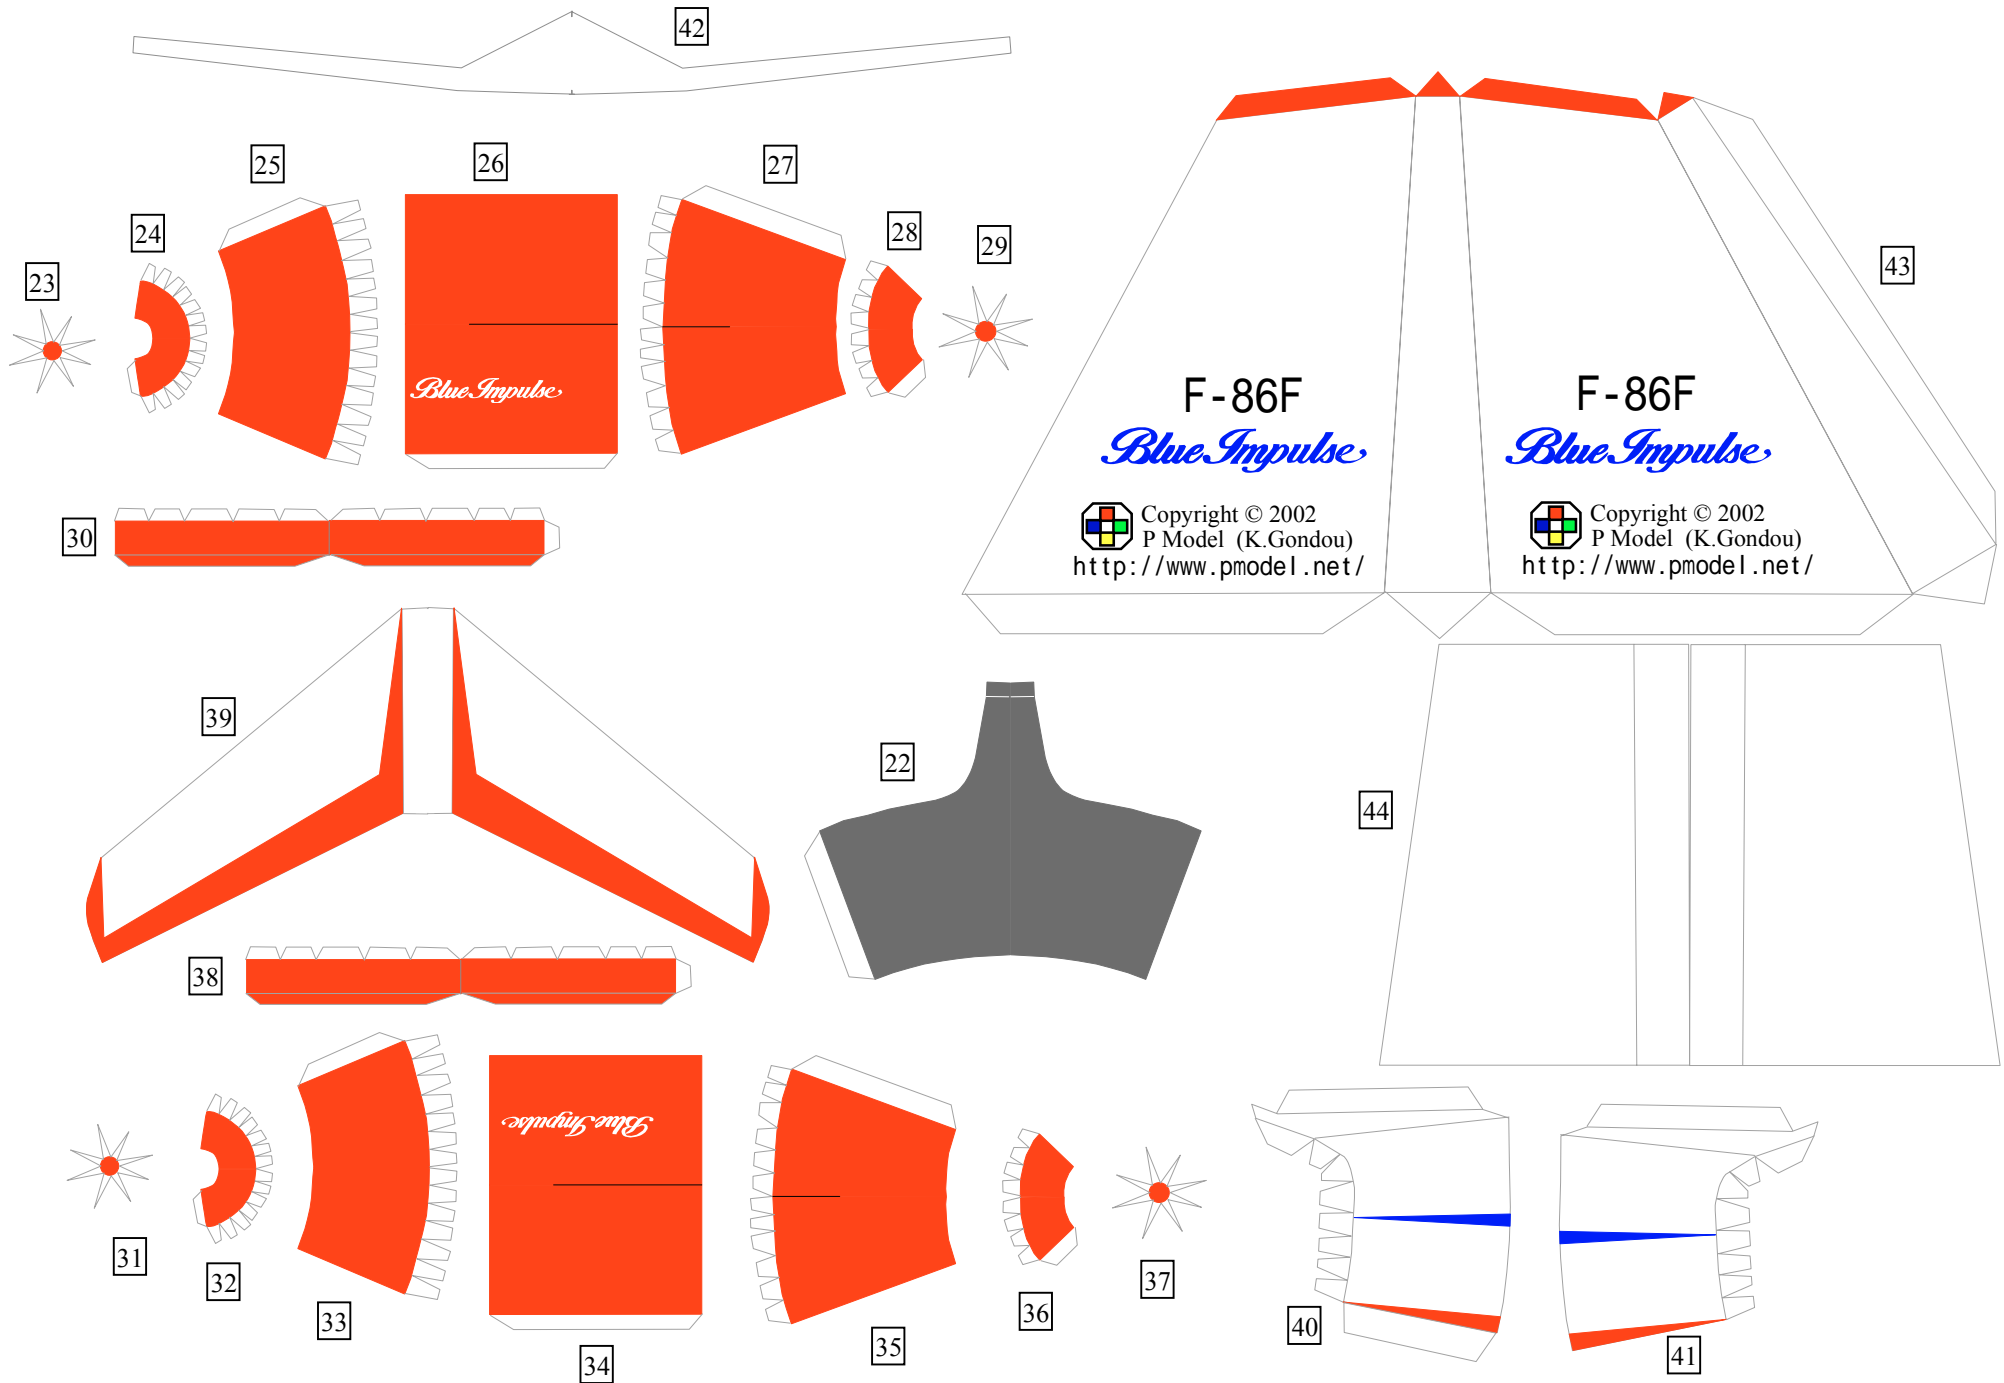 42
25
26
27
24
28
29
23
43
F-86F
F-86F
Blue Impulse
Blue Impulse
Blue Impulse
Copyright © 2002
P Model (K.Gondou)
http://www.pmodel.net/
Copyright © 2002
P Model (K.Gondou)
http://www.pmodel.net/
30
39
22
44
38
Blue Impulse
31
32
33
34
35
36
37
40
41